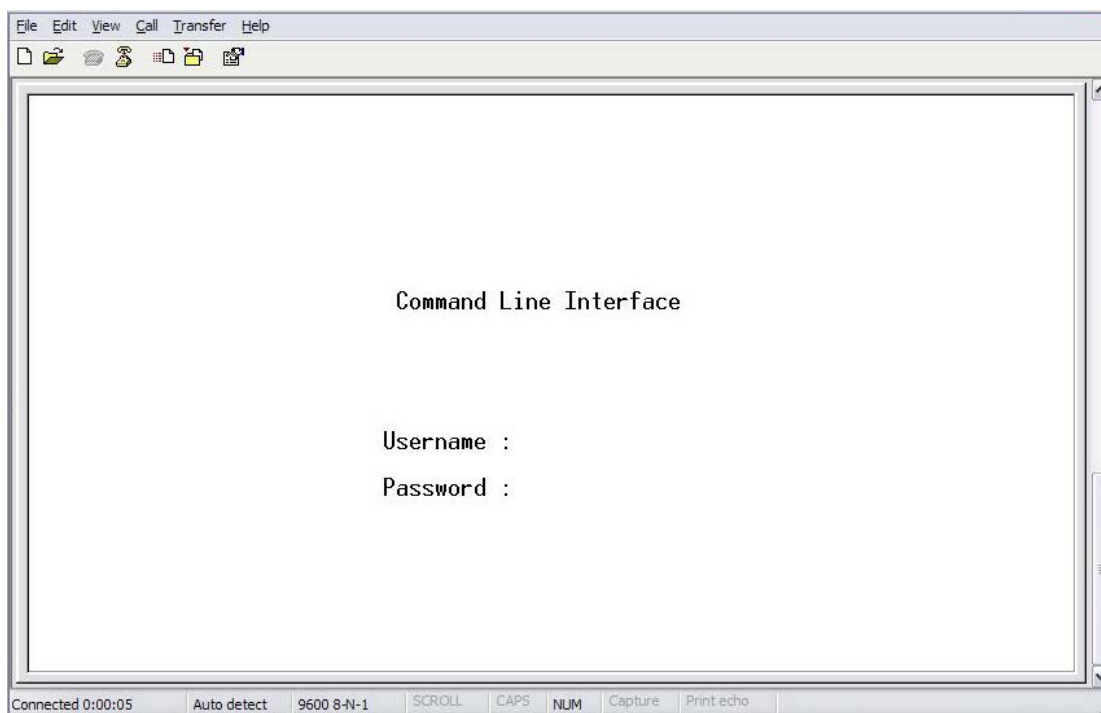 File Edit View Call Transfer Help
Command Line Interface
Username :
Password :
Connected 0:00:05 Auto detect 9600 8-N-1 SCROLL CAPS NUM Capture Print echo